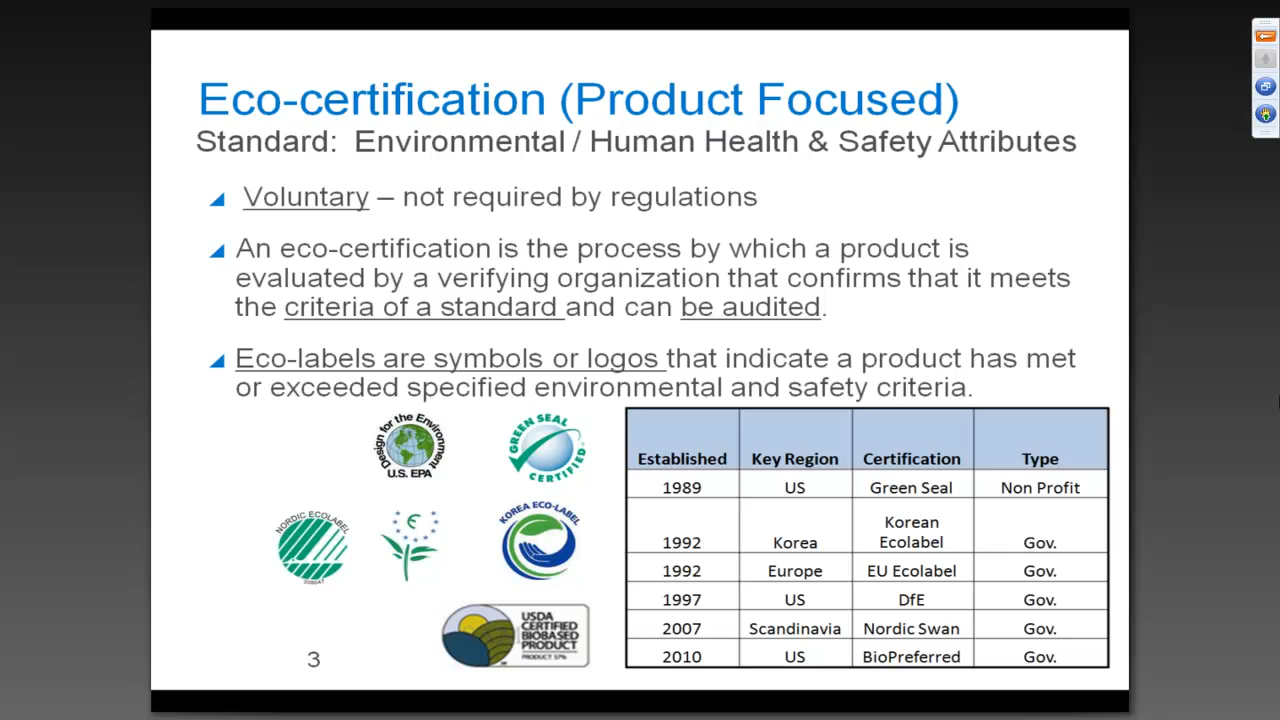 Eco-certification (Product Focused)
Standard:  Environmental / Human Health & Safety Attributes
Voluntary – not required by regulations
An eco-certification is the process by which a product is
evaluated by a verifying organization that confirms that it meets
the criteria of a standard and can be audited.
Eco-labels are symbols or logos that indicate a product has met
or exceeded specified environmental and safety criteria.
Design for the Environment
U.S. EPA
GREEN SEAL
CERTIFIED
NORDIC ECOLABEL
KOREA ECO-LABEL
USDA
CERTIFIED
BIOBASED
PRODUCT
PRODUCT 57%
Established Key Region Certification Type
1989 US Green Seal Non Profit
1992 Korea Korean Ecolabel Gov.
1992 Europe EU Ecolabel Gov.
1997 US DfE Gov.
2007 Scandinavia Nordic Swan Gov.
2010 US BioPreferred Gov.
3